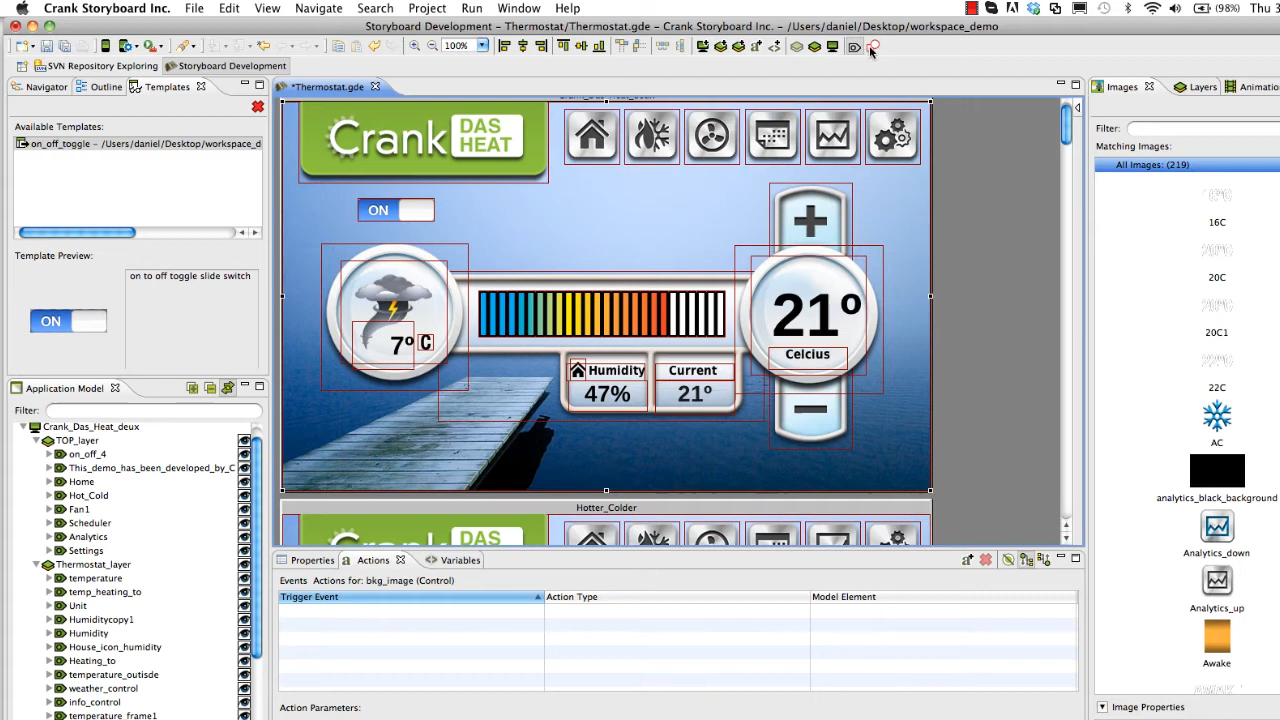 Crank Storyboard Inc. File Edit View Navigate Search Project Run Window Help (98%) Thu 3
Storyboard Development - Thermostat/Thermostat.gde - Crank Storyboard Inc. - /Users/daniel/Desktop/workspace_demo
100%
SVN Repository Exploring Storyboard Development
Navigator Outline Templates
*Thermostat.gde
Images Layers Animation
Available Templates:
on_off_toggle - /Users/daniel/Desktop/workspace_d
Template Preview:
on to off toggle slide switch
ON
Application Model
Filter:
Crank_Das_Heat_deux
TOP_layer
on_off_4
This_demo_has_been_developed_by_C
Home
Hot_Cold
Fan1
Scheduler
Analytics
Settings
Thermostat_layer
temperature
temp_heating_to
Unit
Humiditycopy1
Humidity
House_icon_humidity
Heating_to
temperature_outisde
weather_control
info_control
temperature_frame1
Crank DAS HEAT
ON
7º C
Humidity
47%
Current
21º
+
21º
Celcius
Hotter_Colder
Crank DAS
Properties Actions Variables
Events Actions for: bkg_image (Control)
Trigger Event Action Type Model Element
Action Parameters:
Filter:
Matching Images:
All Images: (219)
16C
20C
20C1
22C
AC
analytics_black_background
Analytics_down
Analytics_up
Awake
Image Properties